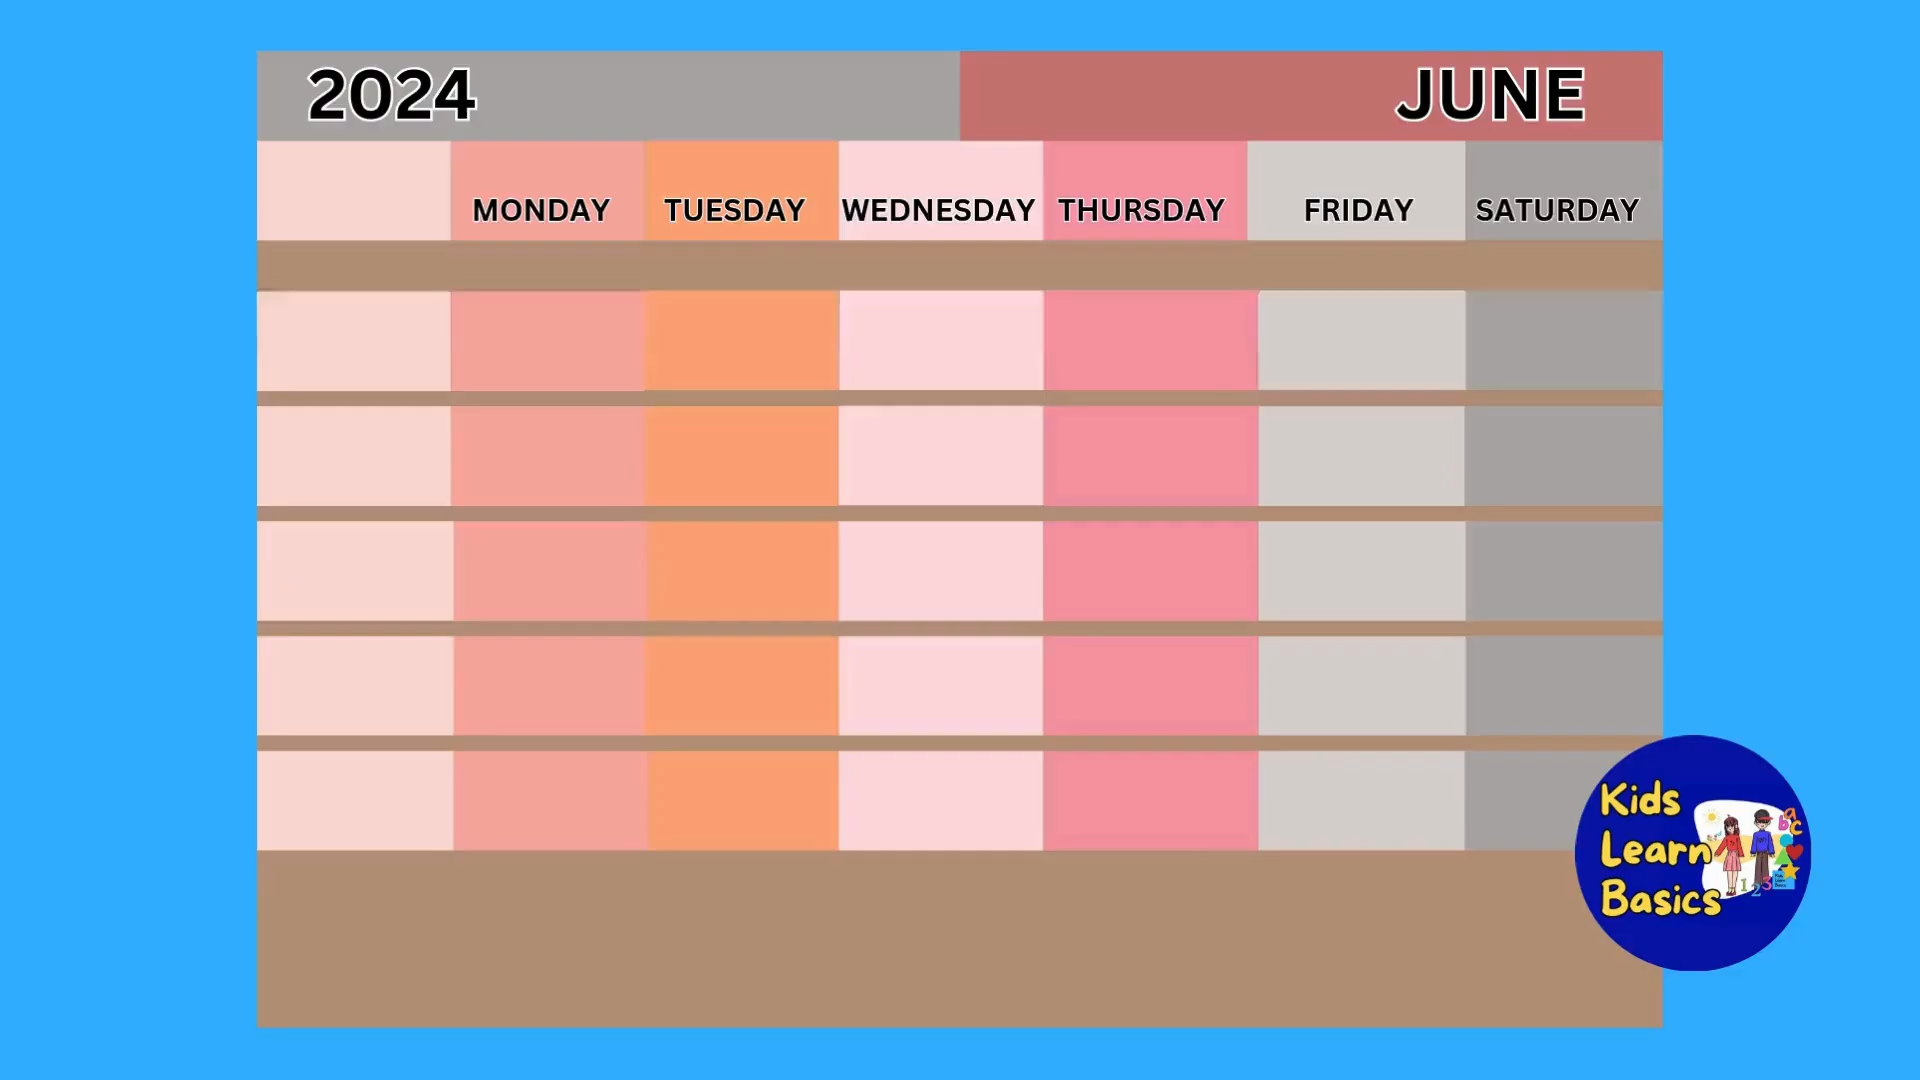 2024
JUNE
MONDAY TUESDAY WEDNESDAY THURSDAY FRIDAY SATURDAY
Kids
Learn
Basics